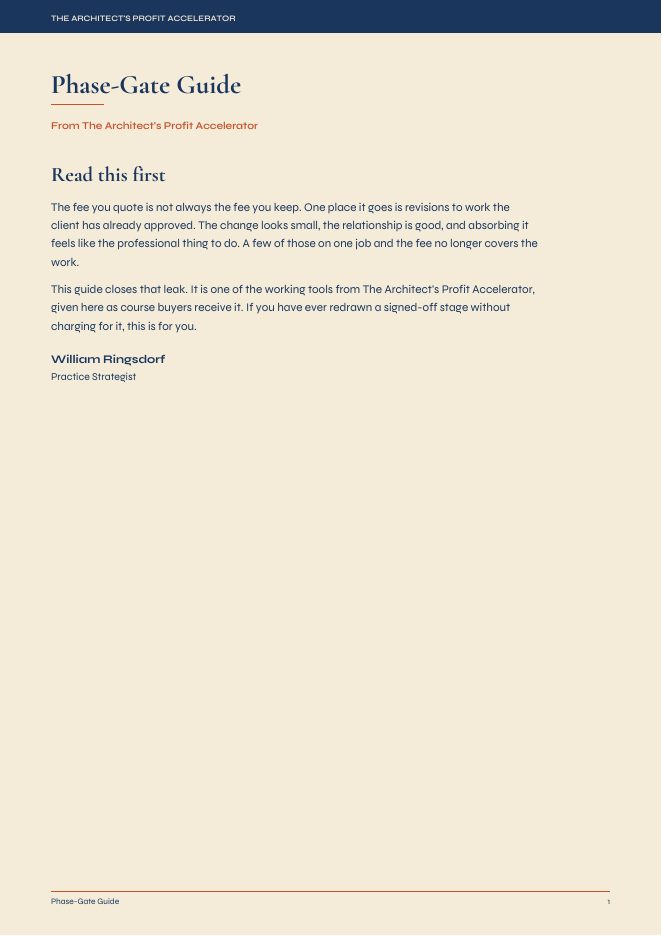 THE ARCHITECT'S PROFIT ACCELERATOR
Phase-Gate Guide
From The Architect's Profit Accelerator
Read this first
The fee you quote is not always the fee you keep. One place it goes is revisions to work the
client has already approved. The change looks small, the relationship is good, and absorbing it
feels like the professional thing to do. A few of those on one job and the fee no longer covers the
work.
This guide closes that leak. It is one of the working tools from The Architect's Profit Accelerator,
given here as course buyers receive it. If you have ever redrawn a signed-off stage without
charging for it, this is for you.
William Ringsdorf
Practice Strategist
Phase-Gate Guide
1